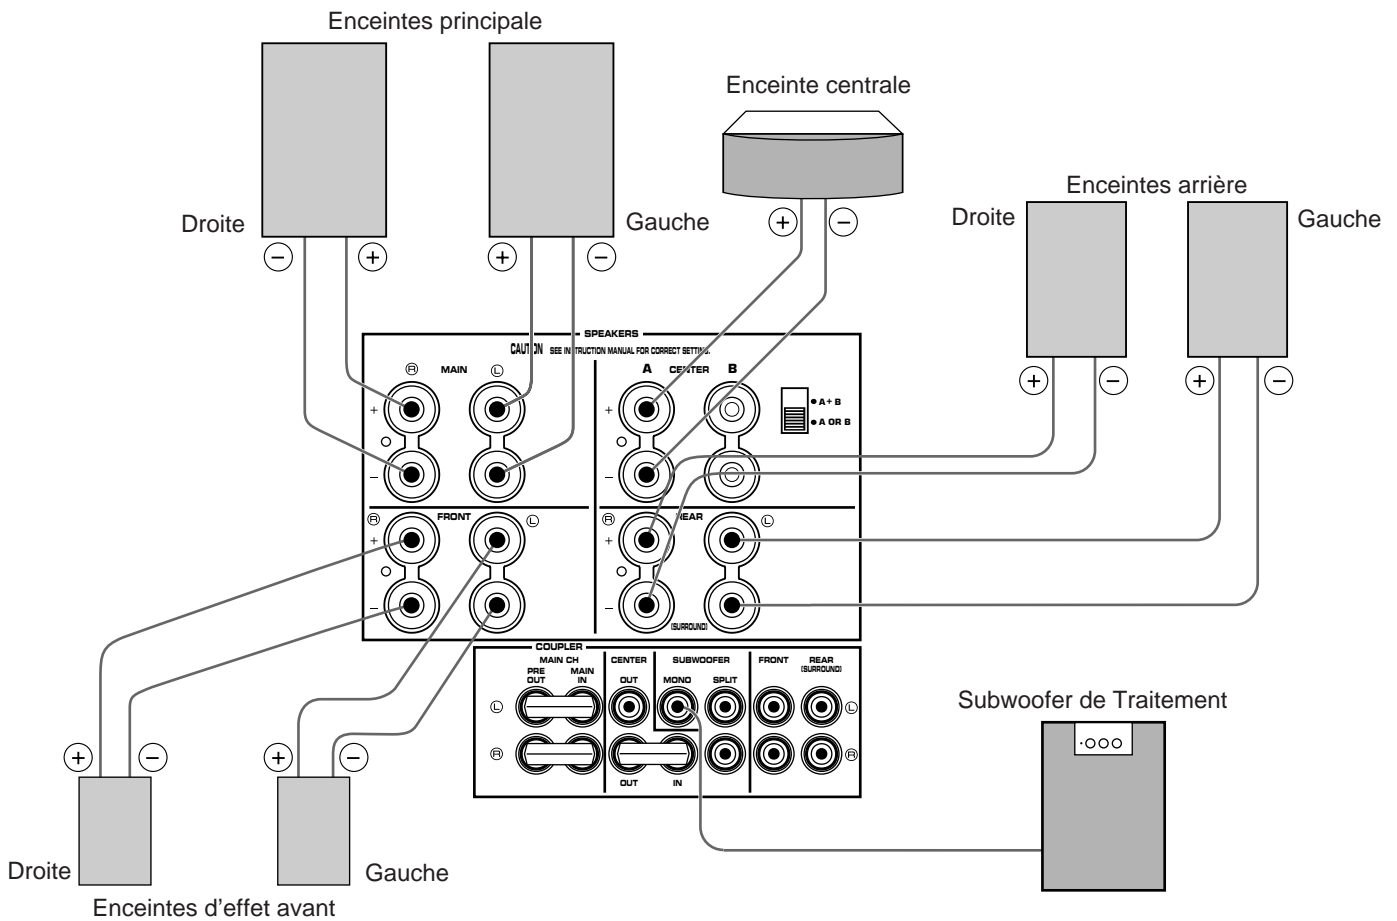 Enceintes principale
Enceinte centrale
Enceintes arrière
Droite
Gauche
Droite
Gauche
− + + −
+ −
+ − + −
SPEAKERS
CAUTION SEE INSTRUCTION MANUAL FOR CORRECT SETTING.
R MAIN L
A CENTER B
+ +
A + B
A OR B
− −
R FRONT L
R REAR L
+ +
− −
(SURROUND)
COUPLER
MAIN CH CENTER SUBWOOFER FRONT REAR
(SURROUND)
PRE OUT MAIN IN OUT MONO SPLIT
L L
R R
OUT IN
Subwoofer de Traitement
+ − + −
Droite
Gauche
Enceintes d'effet avant